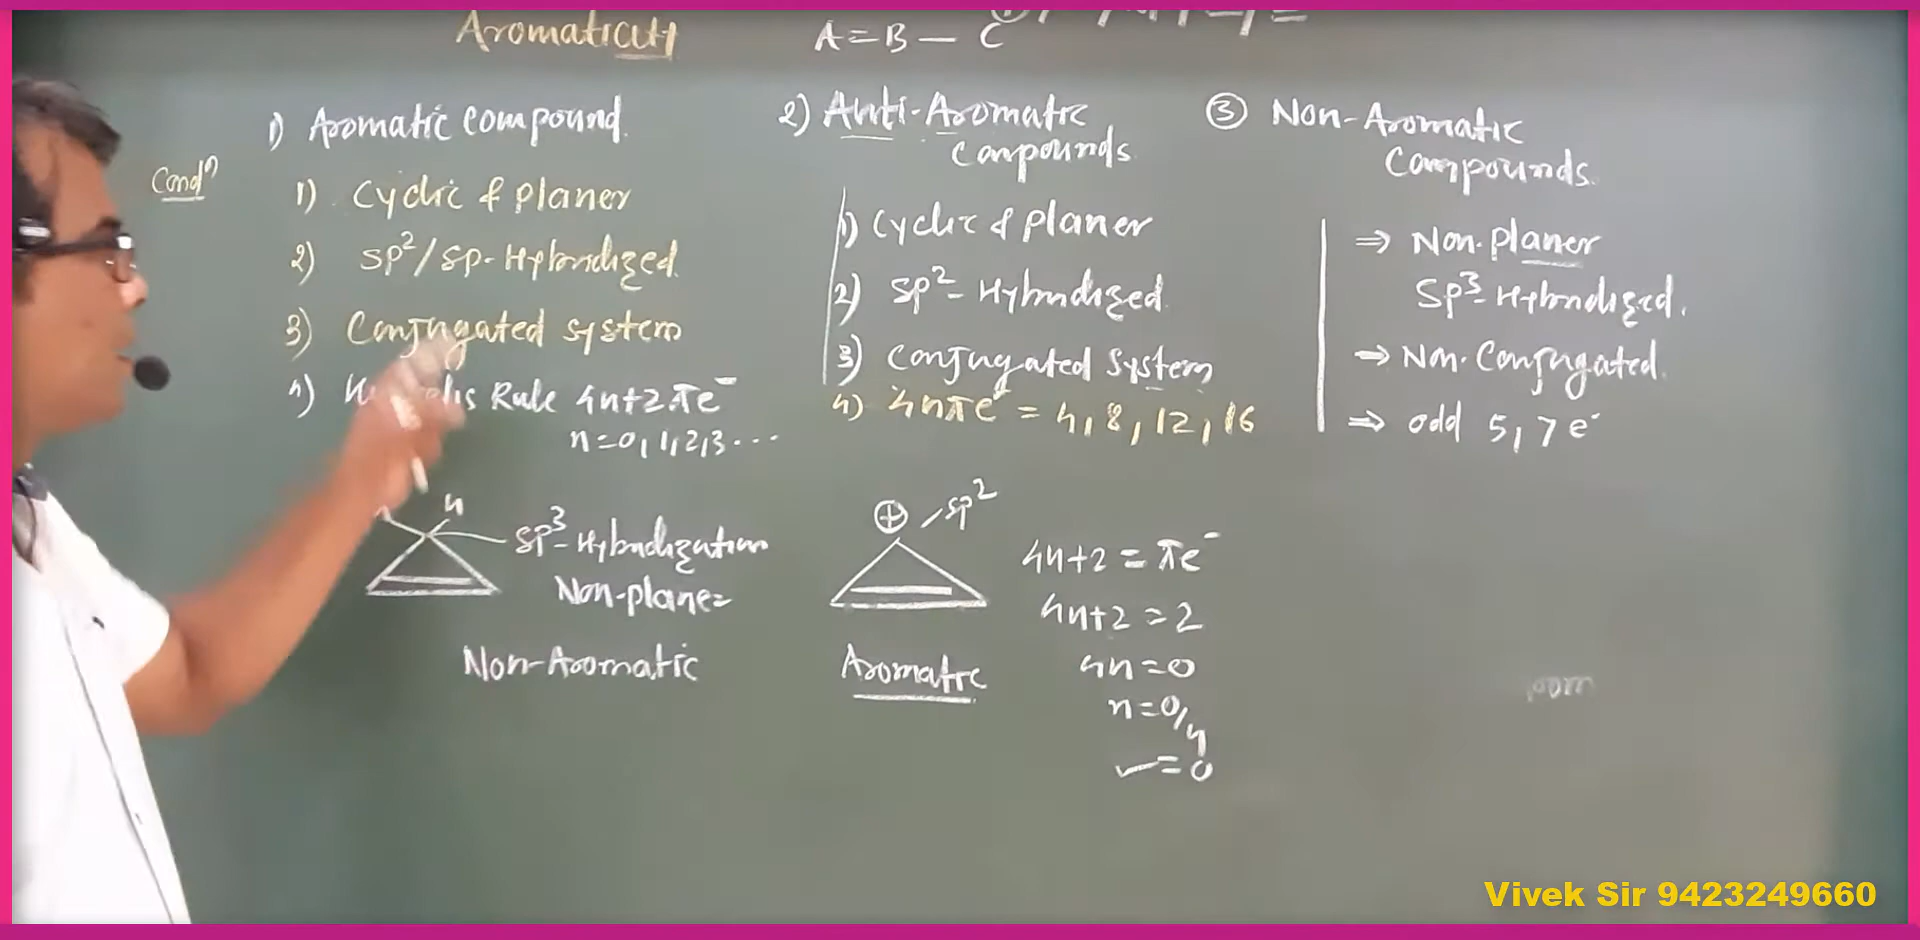 Aromaticity
A=B-C
1) Aromatic compound
Condⁿ
1) Cyclic & planer
2) SP²/SP-Hybridized
3) Conjugated system
4) Rule 4n+2πe⁻
n=0,1,2,3...
2) Anti-Aromatic
Compounds
1) Cyclic & planer
2) SP²-Hybridized
3) Conjugated System
4) 4nπe⁻ = 4,8,12,16
③ Non-Aromatic
Compounds.
⇒ Non-planer
SP³-Hybridized.
⇒ Non-Conjugated.
⇒ odd 5,7e⁻
H
SP³-Hybridization
Non-planer
Non-Aromatic
⊕ SP²
Aromatic
4n+2 = πe⁻
4n+2 = 2
4n=0
n=0/4
=0
Vivek Sir 9423249660